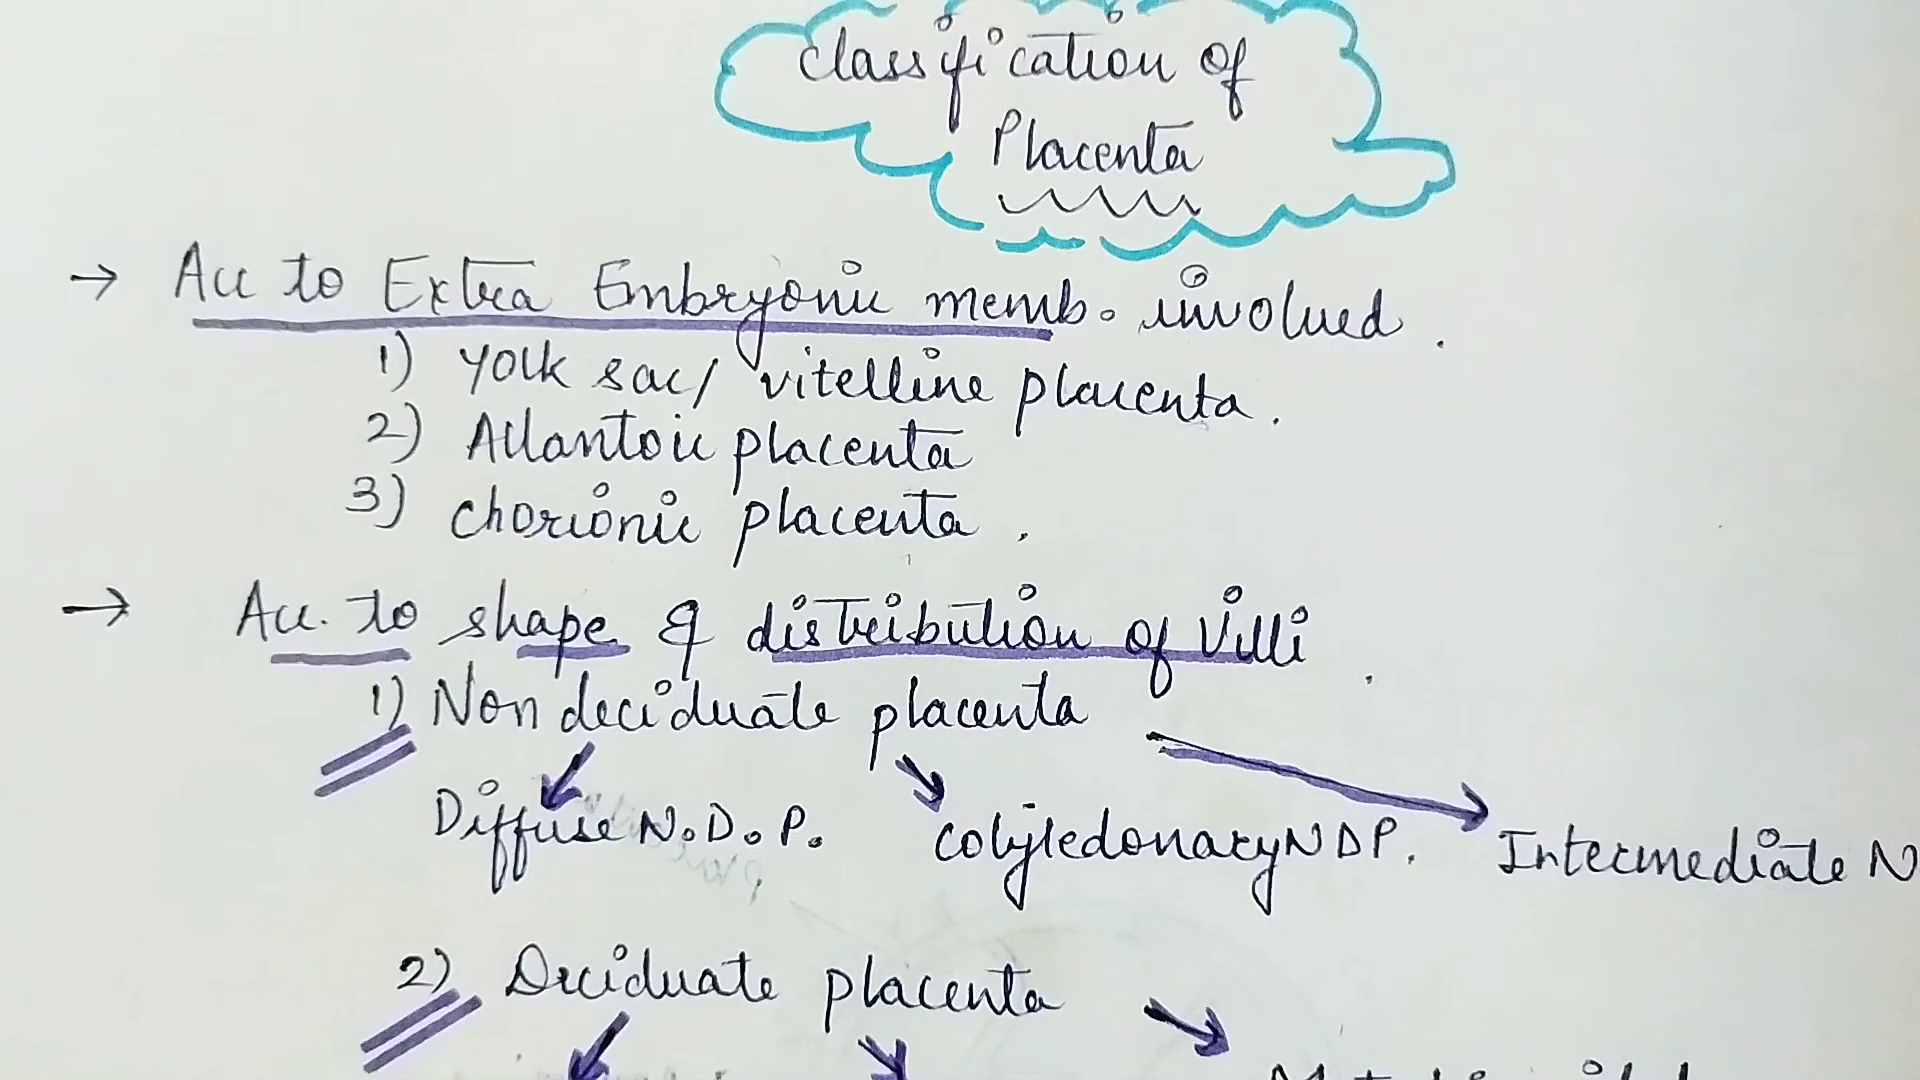 Classification of
Placenta
→ Acc to Extra Embryonic memb. involved.
1) Yolk sac/ vitelline placenta.
2) Allantoic placenta
3) chorionic placenta.
→ Acc. to shape & distribution of Villi.
1) Non deciduate placenta
Diffuse N.D.P. cotyledonary NDP. Intermediate N
2) Deciduate placenta